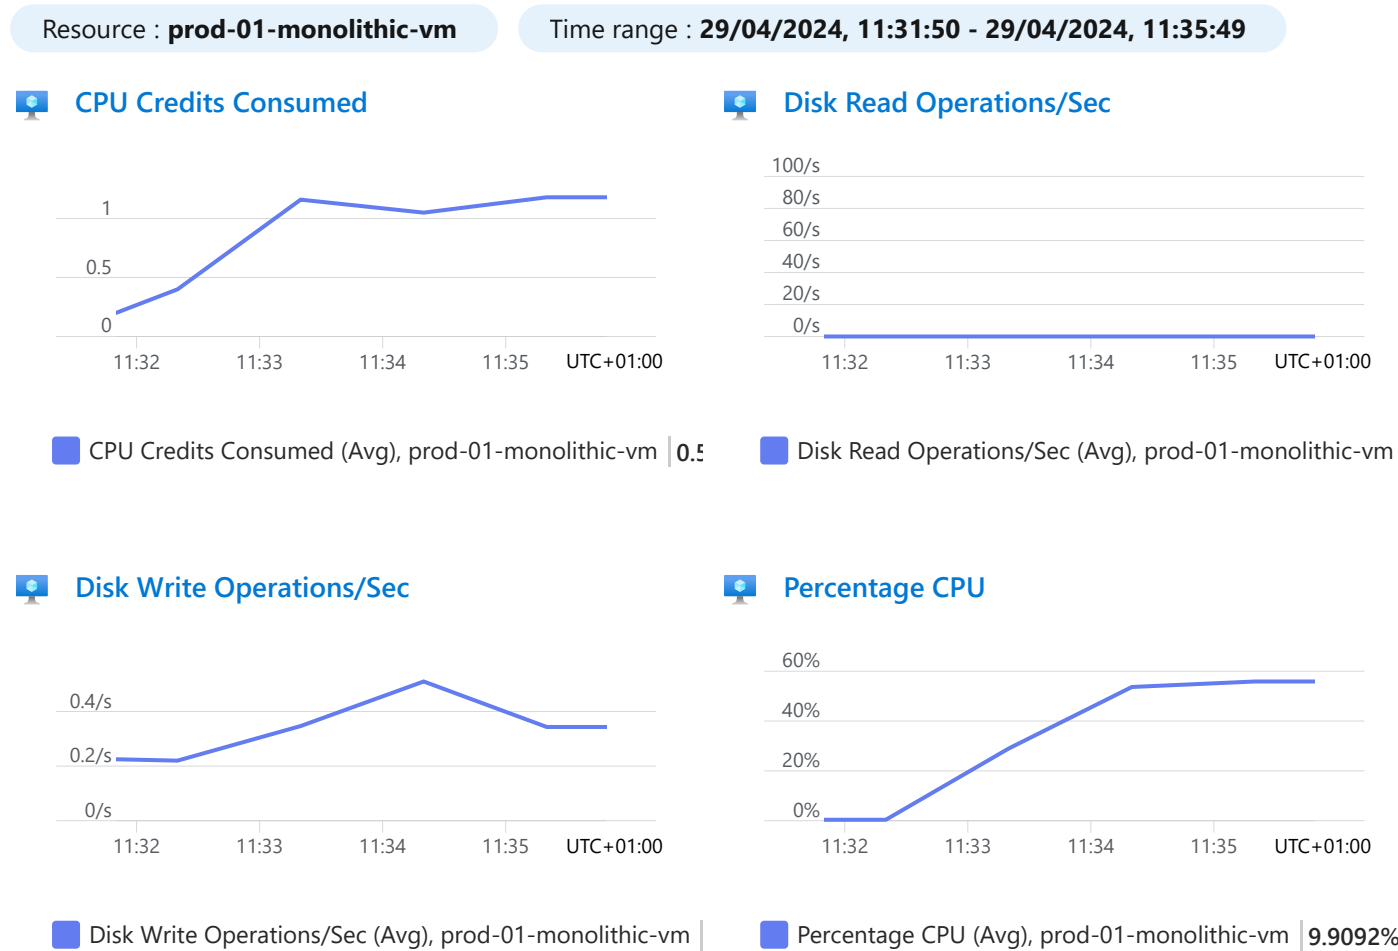 Resource : prod-01-monolithic-vm
Time range : 29/04/2024, 11:31:50 - 29/04/2024, 11:35:49
CPU Credits Consumed
1
0.5
0
11:32 11:33 11:34 11:35 UTC+01:00
CPU Credits Consumed (Avg), prod-01-monolithic-vm
Disk Read Operations/Sec
100/s
80/s
60/s
40/s
20/s
0/s
11:32 11:33 11:34 11:35 UTC+01:00
Disk Read Operations/Sec (Avg), prod-01-monolithic-vm
Disk Write Operations/Sec
0.4/s
0.2/s
0/s
11:32 11:33 11:34 11:35 UTC+01:00
Disk Write Operations/Sec (Avg), prod-01-monolithic-vm
Percentage CPU
60%
40%
20%
0%
11:32 11:33 11:34 11:35 UTC+01:00
Percentage CPU (Avg), prod-01-monolithic-vm 9.9092%